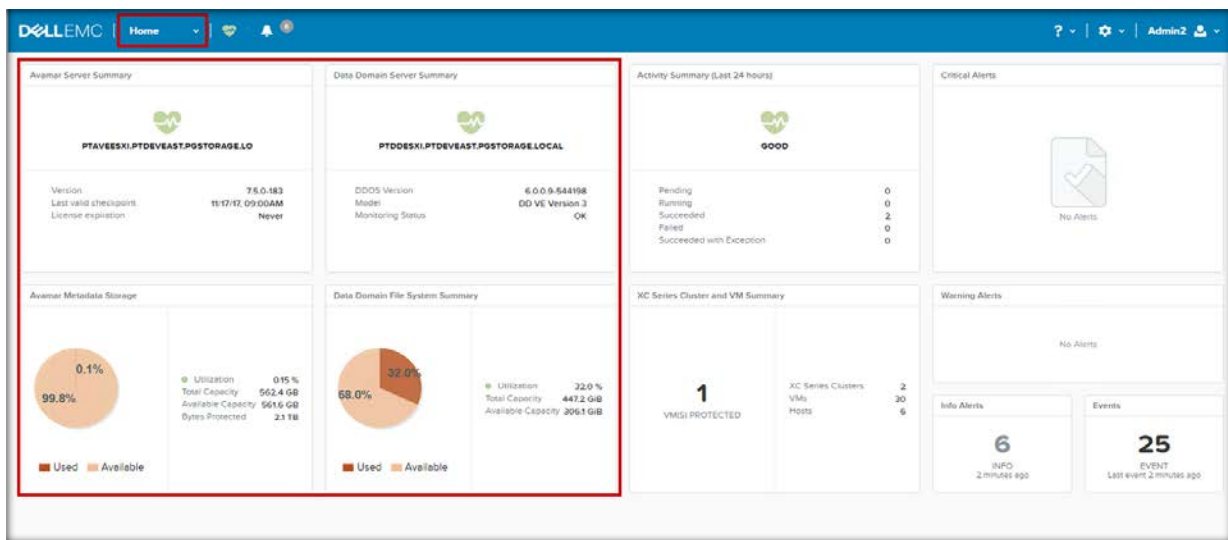 DELLEMC | Home
? | Admin2
Avamar Server Summary
PTAVEESXI.PTDEVEAST.PGSTORAGE.LO
Version 7.5.0-183
Last valid checkpoint 11/17/17, 09:00AM
License expiration Never
Data Domain Server Summary
PTDDESXI.PTDEVEAST.PGSTORAGE.LOCAL
DDOS Version 6.0.0.9-544198
Model DD VE Version 3
Monitoring Status OK
Activity Summary (Last 24 hours)
GOOD
Pending 0
Running 0
Succeeded 2
Failed 0
Succeeded with Exception 0
Critical Alerts
No Alerts
Avamar Metadata Storage
0.1%
99.8%
Used Available
Utilization 0.15 %
Total Capacity 562.4 GB
Available Capacity 561.6 GB
Bytes Protected 2.1 TB
Data Domain File System Summary
32.0%
68.0%
Used Available
Utilization 32.0 %
Total Capacity 447.2 GiB
Available Capacity 306.1 GiB
XC Series Cluster and VM Summary
1
VM(S) PROTECTED
XC Series Clusters 2
VMs 30
Hosts 6
Warning Alerts
No Alerts
Info Alerts
6
INFO
2 minutes ago
Events
25
EVENT
Last event 2 minutes ago